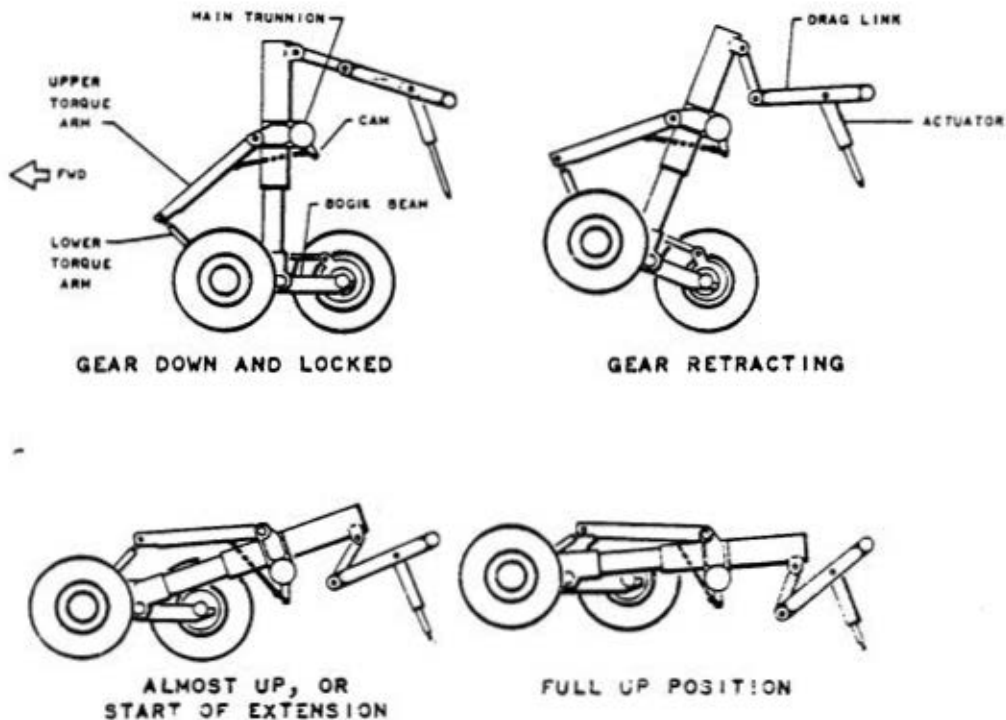 MAIN TRUNNION
DRAG LINK
UPPER
TORQUE
ARM
CAM
ACTUATOR
FWD
BOGIE BEAM
LOWER
TORQUE
ARM
GEAR DOWN AND LOCKED
GEAR RETRACTING
ALMOST UP, OR
START OF EXTENSION
FULL UP POSITION